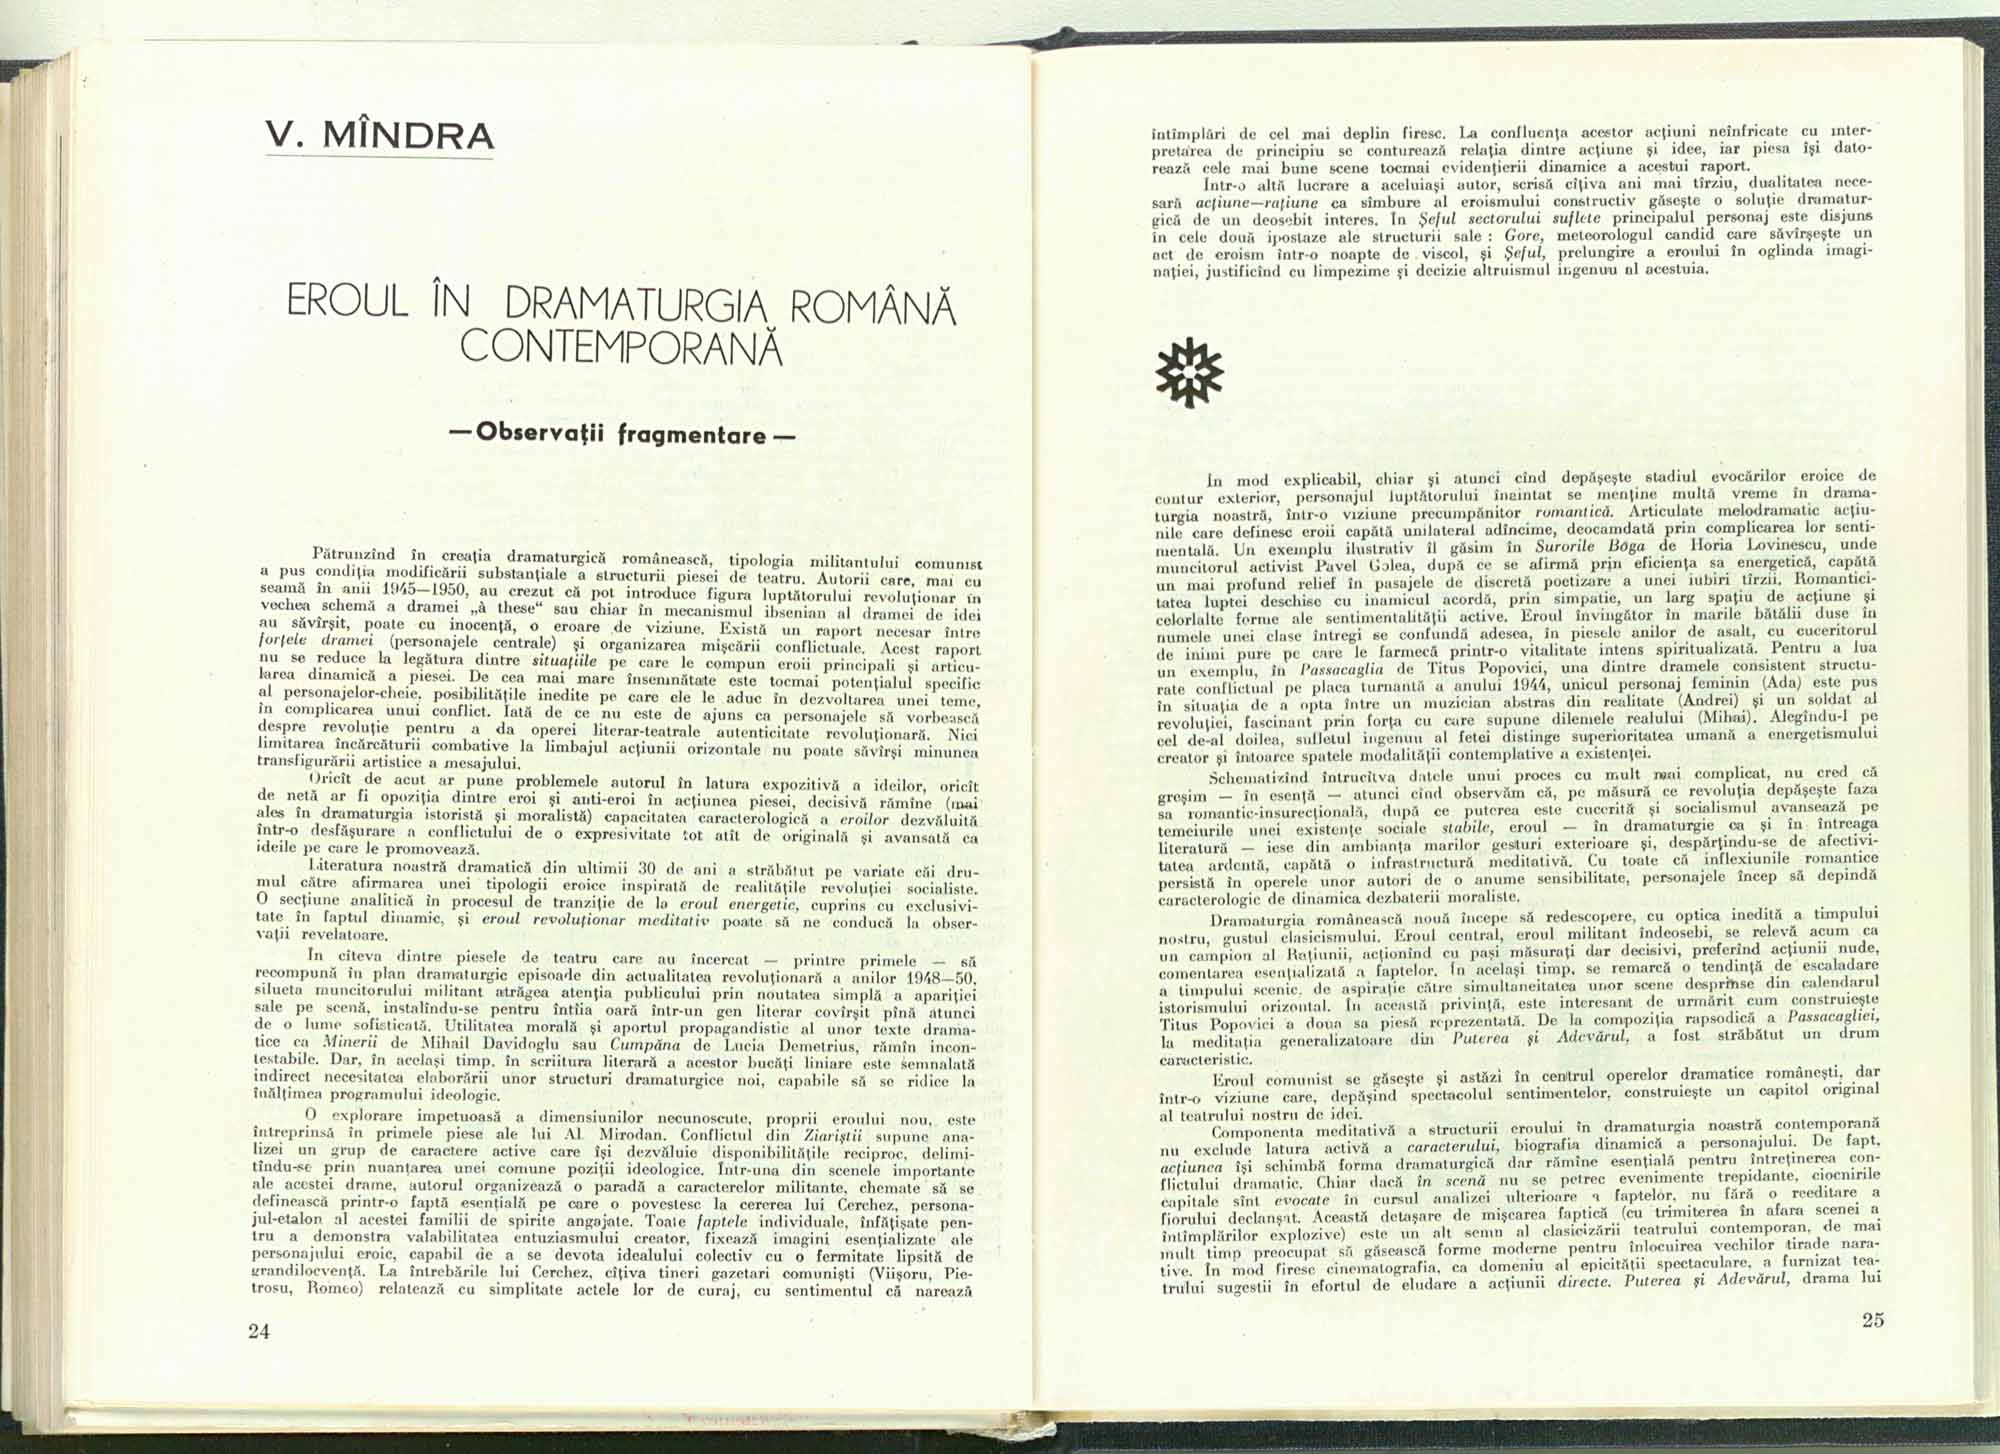 V. MÎNDRA
EROUL ÎN DRAMATURGIA ROMÂNĂ
CONTEMPORANĂ
—Observații fragmentare—
Pătrunzînd în creația dramaturgică românească, tipologia militantului comunist
a pus condiția modificării substanțiale a structurii piesei de teatru. Autorii care, mai cu
seamă în anii 1945—1950, au crezut că pot introduce figura luptătorului revoluționar în
vechea schemă a dramei „à these“ sau chiar în mecanismul ibsenian al dramei de idei
au săvîrșit, poate cu inocență, o eroare de viziune. Există un raport necesar între
forțele dramei (personajele centrale) și organizarea mișcării conflictuale. Acest raport
nu se reduce la legătura dintre situațiile pe care le compun eroii principali și articu-
larea dinamică a piesei. De cea mai mare însemnătate este tocmai potențialul specific
al personajelor-cheie, posibilitățile inedite pe care ele le aduc în dezvoltarea unei teme,
în complicarea unui conflict. Iată de ce nu este de ajuns ca personajele să vorbească
despre revoluție pentru a da operei literar-teatrale autenticitate revoluționară. Nici
limitarea încărcăturii combative la limbajul acțiunii orizontale nu poate săvîrși minunea
transfigurării artistice a mesajului.
Oricît de acut ar pune problemele autorul în latura expozitivă a ideilor, oricît
de netă ar fi opoziția dintre eroi și anti-eroi în acțiunea piesei, decisivă rămîne (mai
ales în dramaturgia istoristă și moralistă) capacitatea caracterologică a eroilor dezvăluită
într-o desfășurare a conflictului de o expresivitate tot atît de originală și avansată ca
ideile pe care le promovează.
Literatura noastră dramatică din ultimii 30 de ani a străbătut pe variate căi dru-
mul către afirmarea unei tipologii eroice inspirată de realitățile revoluției socialiste.
O secțiune analitică în procesul de tranziție de la eroul energetic, cuprins cu exclusivi-
tate în faptul dinamic, și eroul revoluționar meditativ poate să ne conducă la obser-
vații revelatoare.
În cîteva dintre piesele de teatru care au încercat — printre primele — să
recompună în plan dramaturgic episoade din actualitatea revoluționară a anilor 1948—50,
silueta muncitorului militant atrăgea atenția publicului prin noutatea simplă a apariției
sale pe scenă, instalîndu-se pentru întîia oară într-un gen literar covîrșit pînă atunci
de o lume sofisticată. Utilitatea morală și aportul propagandistic al unor texte drama-
tice ca Minerii de Mihail Davidoglu sau Cumpăna de Lucia Demetrius, rămîn incon-
testabile. Dar, în același timp, în scriitura literară a acestor bucăți liniare este semnalată
indirect necesitatea elaborării unor structuri dramaturgice noi, capabile să se ridice la
înălțimea programului ideologic.
O explorare impetuoasă a dimensiunilor necunoscute, proprii eroului nou, este
întreprinsă în primele piese ale lui Al. Mirodan. Conflictul din Ziariștii supune ana-
lizei un grup de caractere active care își dezvăluie disponibilitățile reciproc, delimi-
tîndu-se prin nuanțarea unei comune poziții ideologice. Într-una din scenele importante
ale acestei drame, autorul organizează o paradă a caracterelor militante, chemate să se
definească printr-o faptă esențială pe care o povestesc la cererea lui Cerchez, persona-
jul-etalon al acestei familii de spirite angajate. Toate faptele individuale, înfățișate pen-
tru a demonstra valabilitatea entuziasmului creator, fixează imagini esențializate ale
personajului eroic, capabil de a se devota idealului colectiv cu o fermitate lipsită de
grandilocvență. La întrebările lui Cerchez, cîțiva tineri gazetari comuniști (Viișoru, Pie-
trosu, Romeo) relatează cu simplitate actele lor de curaj, cu sentimentul că narează
24
întîmplări de cel mai deplin firesc. La confluența acestor acțiuni neînfricate cu inter-
pretarea de principiu se conturează relația dintre acțiune și idee, iar piesa își dato-
rează cele mai bune scene tocmai evidențierii dinamice a acestui raport.
Într-o altă lucrare a aceluiași autor, scrisă cîțiva ani mai tîrziu, dualitatea nece-
sară acțiune—rațiune ca sîmbure al eroismului constructiv găsește o soluție dramatur-
gică de un deosebit interes. În Șeful sectorului suflete principalul personaj este disjuns
în cele două ipostaze ale structurii sale : Gore, meteorologul candid care săvîrșește un
act de eroism într-o noapte de viscol, și Șeful, prelungire a eroului în oglinda imagi-
nației, justificînd cu limpezime și decizie altruismul ingenuu al acestuia.
În mod explicabil, chiar și atunci cînd depășește stadiul evocărilor eroice de
contur exterior, personajul luptătorului înaintat se menține multă vreme în drama-
turgia noastră, într-o viziune precumpănitor romantică. Articulate melodramatic acțiu-
nile care definesc eroii capătă unilateral adîncime, deocamdată prin complicarea lor senti-
mentală. Un exemplu ilustrativ îl găsim în Surorile Boga de Horia Lovinescu, unde
muncitorul activist Pavel Golea, după ce se afirmă prin eficiența sa energetică, capătă
un mai profund relief în pasajele de discretă poetizare a unei iubiri tîrzii. Romantici-
tatea luptei deschise cu inamicul acordă, prin simpatie, un larg spațiu de acțiune și
celorlalte forme ale sentimentalității active. Eroul învingător în marile bătălii duse în
numele unei clase întregi se confundă adesea, în piesele anilor de asalt, cu cuceritorul
de inimi pure pe care le farmecă printr-o vitalitate intens spiritualizată. Pentru a lua
un exemplu, în Passacaglia de Titus Popovici, una dintre dramele consistent structu-
rate conflictual pe placa turnantă a anului 1944, unicul personaj feminin (Ada) este pus
în situația de a opta între un muzician abstras din realitate (Andrei) și un soldat al
revoluției, fascinant prin forța cu care supune dilemele realului (Mihai). Alegîndu-l pe
cel de-al doilea, sufletul ingenuu al fetei distinge superioritatea umană a energetismului
creator și întoarce spatele modalității contemplative a existenței.
Schematizînd întrucîtva datele unui proces cu mult mai complicat, nu cred că
greșim — în esență — atunci cînd observăm că, pe măsură ce revoluția depășește faza
sa romantic-insurecțională, după ce puterea este cucerită și socialismul avansează pe
temeiurile unei existențe sociale stabile, eroul — în dramaturgie ca și în întreaga
literatură — iese din ambianța marilor gesturi exterioare și, despărțindu-se de afectivi-
tatea ardentă, capătă o infrastructură meditativă. Cu toate că inflexiunile romantice
persistă în operele unor autori de o anume sensibilitate, personajele încep să depindă
caracterologic de dinamica dezbaterii moraliste.
Dramaturgia românească nouă începe să redescopere, cu optica inedită a timpului
nostru, gustul clasicismului. Eroul central, eroul militant îndeosebi, se relevă acum ca
un campion al Rațiunii, acționînd cu pași măsurați dar decisivi, preferînd acțiunii nude,
comentarea esențializată a faptelor. În același timp, se remarcă o tendință de escaladare
a timpului scenic, de aspirație către simultaneitatea unor scene desprinse din calendarul
istorismului orizontal. În această privință, este interesant de urmărit cum construiește
Titus Popovici a doua sa piesă reprezentată. De la compoziția rapsodică a Passacagliei,
la meditația generalizatoare din Puterea și Adevărul, a fost străbătut un drum
caracteristic.
Eroul comunist se găsește și astăzi în centrul operelor dramatice românești, dar
într-o viziune care, depășind spectacolul sentimentelor, construiește un capitol original
al teatrului nostru de idei.
Componenta meditativă a structurii eroului în dramaturgia noastră contemporană
nu exclude latura activă a caracterului, biografia dinamică a personajului. De fapt,
acțiunea își schimbă forma dramaturgică dar rămîne esențială pentru întreținerea con-
flictului dramatic. Chiar dacă în scenă nu se petrec evenimente trepidante, ciocnirile
capitale sînt evocate în cursul analizei ulterioare a faptelor, nu fără o reeditare a
fiorului declanșat. Această detașare de mișcarea faptică (cu trimiterea în afara scenei a
întîmplărilor explozive) este un alt semn al clasicizării teatrului contemporan, de mai
mult timp preocupat să găsească forme moderne pentru înlocuirea vechilor tirade nara-
tive. În mod firesc cinematografia, ca domeniu al epicității spectaculare, a furnizat tea-
trului sugestii în efortul de eludare a acțiunii directe. Puterea și Adevărul, drama lui
25